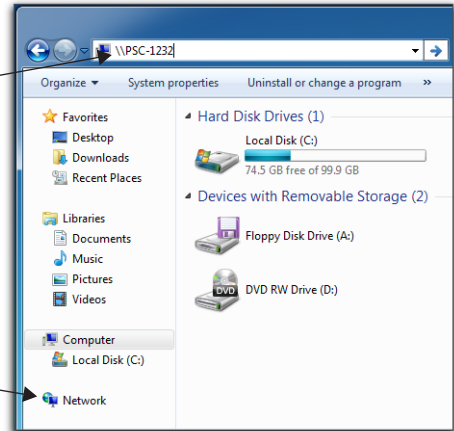 \\PSC-1232
Organize System properties Uninstall or change a program »
Favorites
Desktop
Downloads
Recent Places
Libraries
Documents
Music
Pictures
Videos
Computer
Local Disk (C:)
Network
Hard Disk Drives (1)
Local Disk (C:)
74.5 GB free of 99.9 GB
Devices with Removable Storage (2)
Floppy Disk Drive (A:)
DVD
DVD RW Drive (D:)